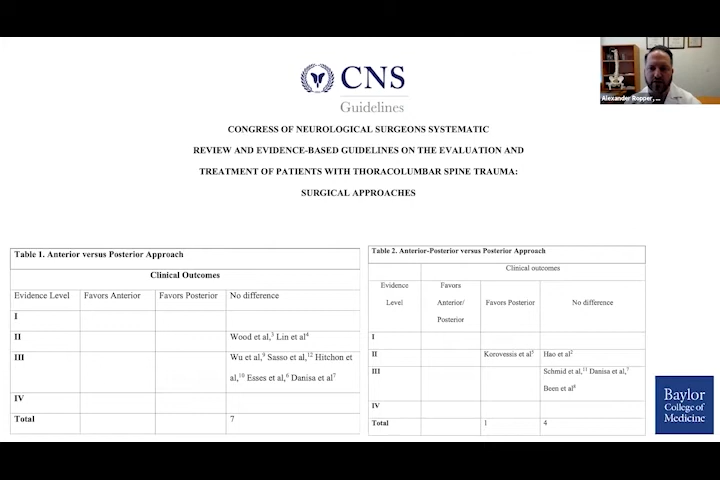 CNS
Guidelines
CONGRESS OF NEUROLOGICAL SURGEONS SYSTEMATIC
REVIEW AND EVIDENCE-BASED GUIDELINES ON THE EVALUATION AND
TREATMENT OF PATIENTS WITH THORACOLUMBAR SPINE TRAUMA:
SURGICAL APPROACHES
Alexander Ropper, ...
Table 1. Anterior versus Posterior Approach
Clinical Outcomes
Evidence Level Favors Anterior Favors Posterior No difference
I
II Wood et al,³ Lin et al⁴
III Wu et al,⁹ Sasso et al,¹² Hitchon et
al,¹⁰ Esses et al,⁶ Danisa et al⁷
IV
Total 7
Table 2. Anterior-Posterior versus Posterior Approach
Clinical outcomes
Evidence
Level
Favors
Anterior/
Posterior
Favors Posterior
No difference
I
II Korovessis et al⁵ Hao et al²
III Schmid et al,¹¹ Danisa et al,⁷
Been et al⁸
IV
Total 1 4
Baylor
College of
Medicine